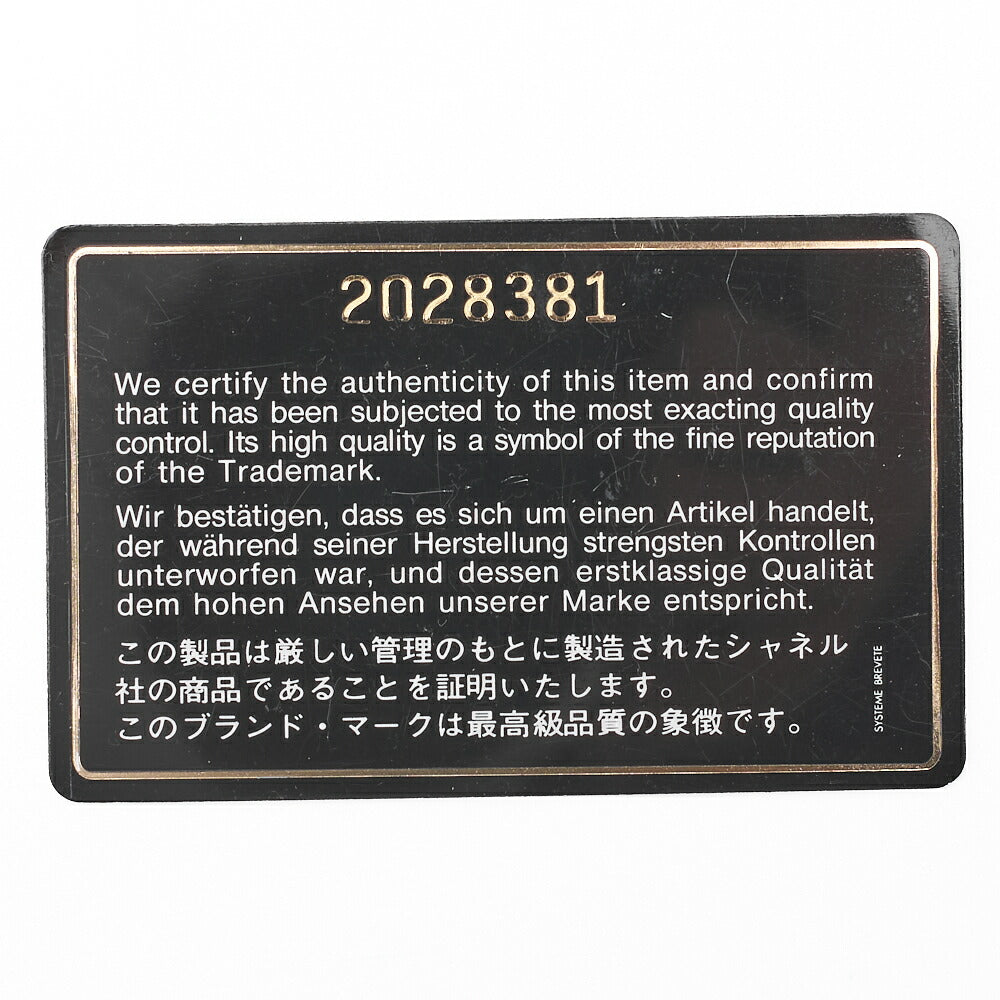 2028381
We certify the authenticity of this item and confirm
that it has been subjected to the most exacting quality
control. Its high quality is a symbol of the fine reputation
of the Trademark.
Wir bestätigen, dass es sich um einen Artikel handelt,
der während seiner Herstellung strengsten Kontrollen
unterworfen war, und dessen erstklassige Qualität
dem hohen Ansehen unserer Marke entspricht.
この製品は厳しい管理のもとに製造されたシャネル
社の商品であることを証明いたします。
このブランド・マークは最高級品質の象徴です。
SYSTEME BREVETE